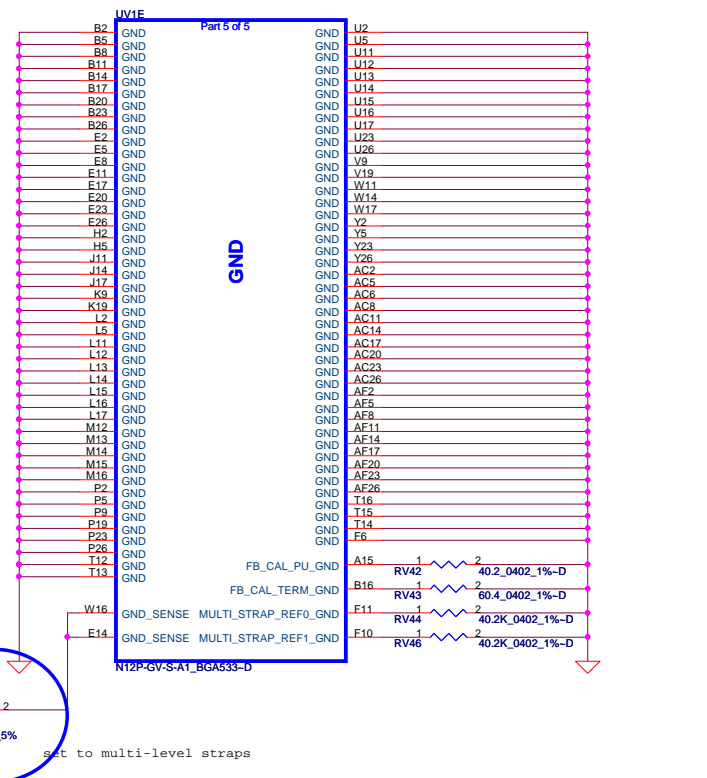 UV1E
Part 5 of 5
B2 GND GND U2
B5 GND GND U5
B8 GND GND U11
B11 GND GND U12
B14 GND GND U13
B17 GND GND U14
B20 GND GND U15
B23 GND GND U16
B26 GND GND U17
E2 GND GND U23
E5 GND GND U26
E8 GND GND V9
E11 GND GND V19
E17 GND GND W11
E20 GND GND W14
E23 GND GND W17
E26 GND GND Y2
H2 GND GND Y5
H5 GND GND Y23
J11 GND GND Y26
J14 GND GND AC2
J17 GND GND AC5
K9 GND GND AC6
K19 GND GND AC8
L2 GND GND AC11
L5 GND GND AC14
L11 GND GND AC17
L12 GND GND AC20
L13 GND GND AC23
L14 GND GND AC26
L15 GND GND AF2
L16 GND GND AF5
L17 GND GND AF8
M12 GND GND AF11
M13 GND GND AF14
M14 GND GND AF17
M15 GND GND AF20
M16 GND GND AF23
P2 GND GND AF26
P5 GND GND T16
P9 GND GND T15
P19 GND GND T14
P23 GND GND F6
P26 GND
T12 GND FB_CAL_PU_GND A15 1 2
T13 GND RV42 40.2_0402_1%~D
GND
FB_CAL_TERM_GND B16 1 2
RV43 60.4_0402_1%~D
W16 GND_SENSE MULTI_STRAP_REF0_GND F11 1 2
RV44 40.2K_0402_1%~D
E14 GND_SENSE MULTI_STRAP_REF1_GND F10 1 2
RV46 40.2K_0402_1%~D
N12P-GV-S-A1_BGA533~D
2
5%
set to multi-level straps